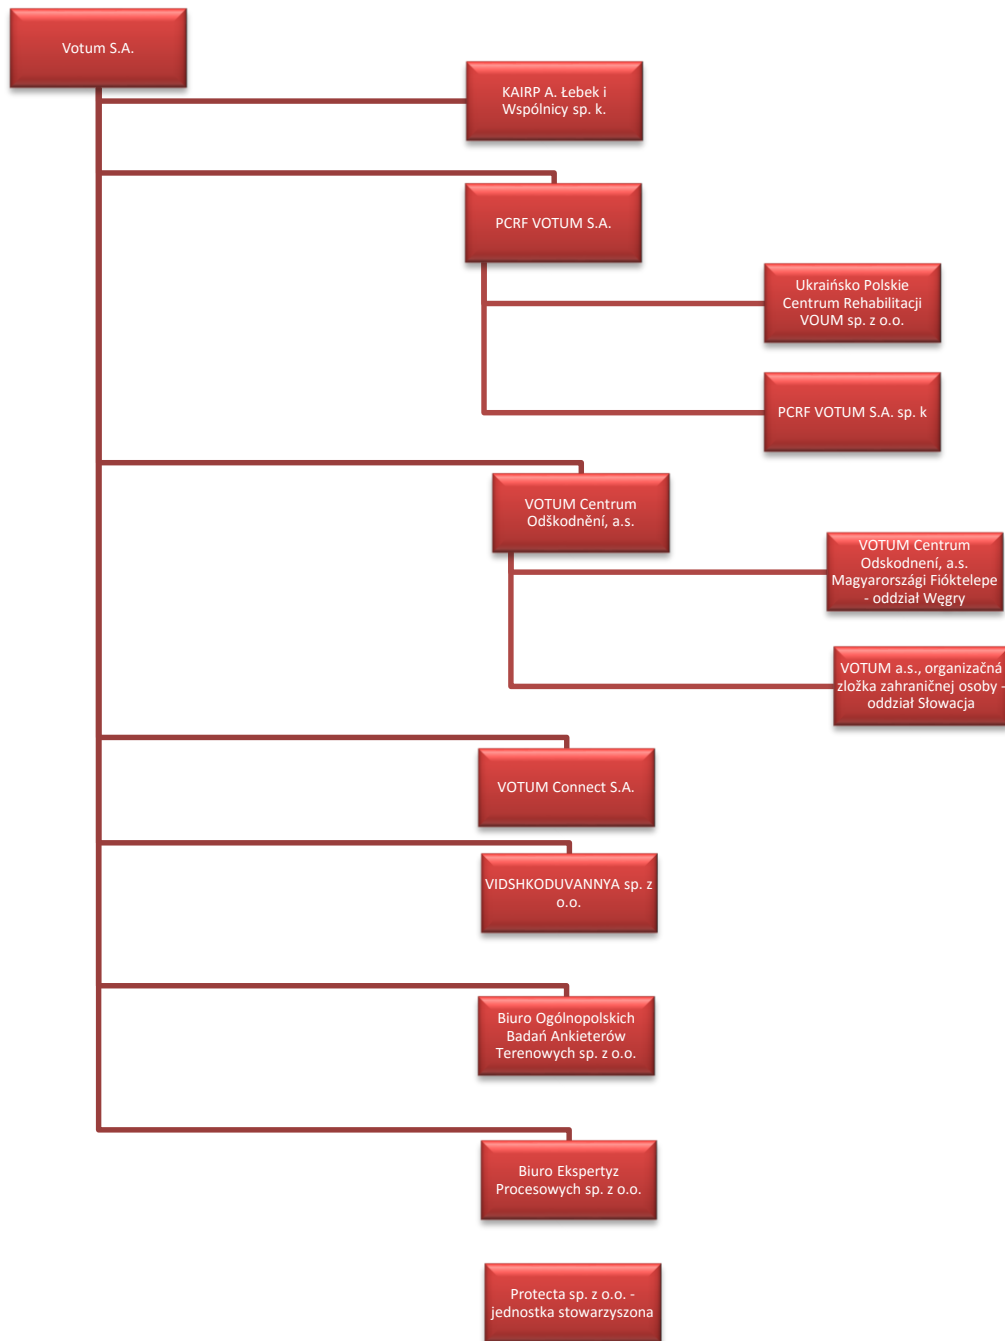 Votum S.A.
KAIRP A. Łebek i
Wspólnicy sp. k.
PCRF VOTUM S.A.
Ukraińsko Polskie
Centrum Rehabilitacji
VOUM sp. z o.o.
PCRF VOTUM S.A. sp. k
VOTUM Centrum
Odškodnění, a.s.
VOTUM Centrum
Odskodnení, a.s.
Magyarországi Fióktelepe
- oddział Węgry
VOTUM a.s., organizačná
zložka zahraničnej osoby -
oddział Słowacja
VOTUM Connect S.A.
VIDSHKODUVANNYA sp. z
o.o.
Biuro Ogólnopolskich
Badań Ankieterów
Terenowych sp. z o.o.
Biuro Ekspertyz
Procesowych sp. z o.o.
Protecta sp. z o.o. -
jednostka stowarzyszona